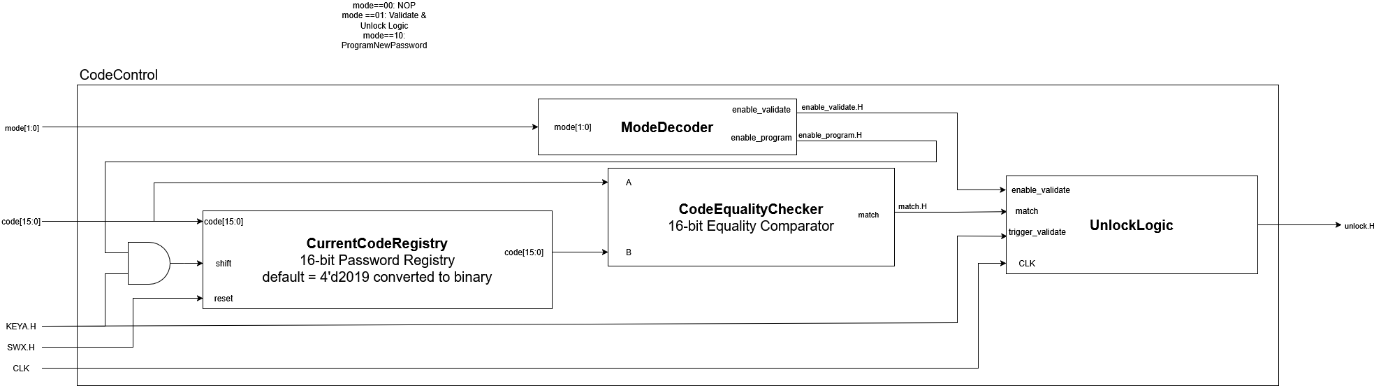 mode==00: NOP
mode ==01: Validate &
Unlock Logic
mode==10:
ProgramNewPassword
CodeControl
mode[1:0]
mode[1:0]
ModeDecoder
enable_validate
enable_validate.H
enable_program
enable_program.H
code[15:0]
code[15:0]
CurrentCodeRegistry
16-bit Password Registry
default = 4'd2019 converted to binary
code[15:0]
shift
reset
A
B
CodeEqualityChecker
16-bit Equality Comparator
match
match.H
enable_validate
match
trigger_validate
CLK
UnlockLogic
unlock.H
KEYA.H
SWX.H
CLK